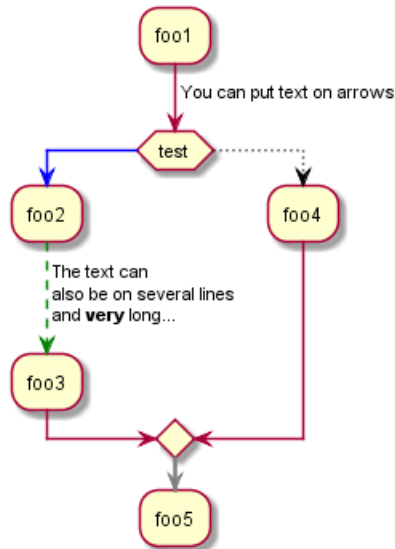 foo1
You can put text on arrows
test
foo2
foo4
The text can
also be on several lines
and very long...
foo3
foo5